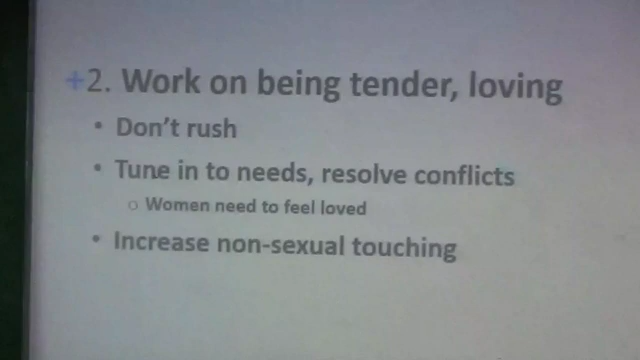 +2. Work on being tender, loving
• Don't rush
• Tune in to needs, resolve conflicts
o Women need to feel loved
• Increase non-sexual touching